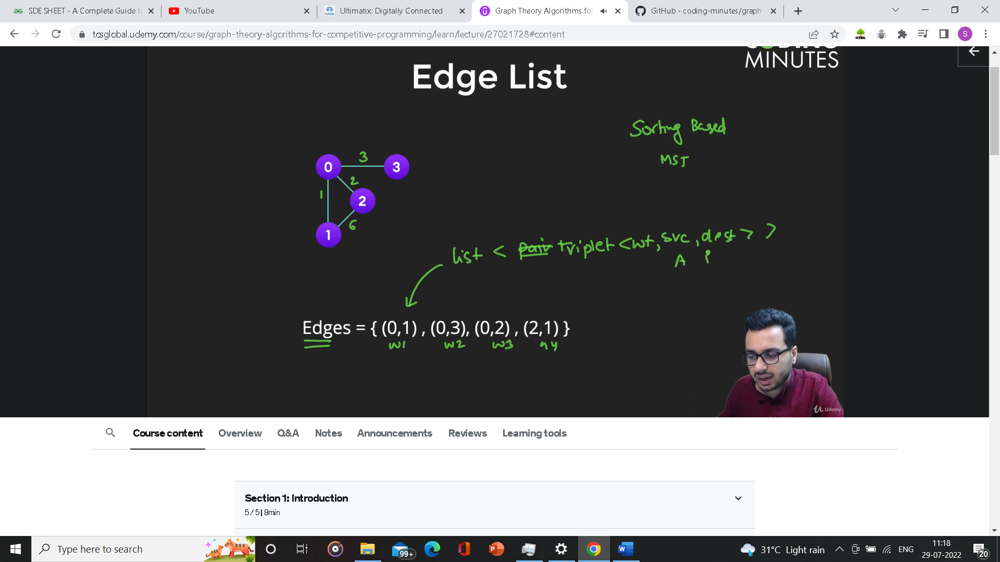 SDE SHEET - A Complete Guide fo
YouTube
Ultimatix: Digitally Connected
Graph Theory Algorithms for
GitHub - coding-minutes/graph-
tcsglobal.udemy.com/course/graph-theory-algorithms-for-competitive-programming/learn/lecture/27021728#content
HTML
S
CODING
MINUTES
Edge List
Sorting Based
MST
0 3 3
2
1
2
6
1
list < pair triplet <wt, src, dest > >
A
Edges = { (0,1) , (0,3), (0,2) , (2,1) }
w1 w2 w3
Udemy
Course content Overview Q&A Notes Announcements Reviews Learning tools
Section 1: Introduction
5 / 5 | 8min
Type here to search
99+
31°C Light rain
ENG
11:18
29-07-2022
20